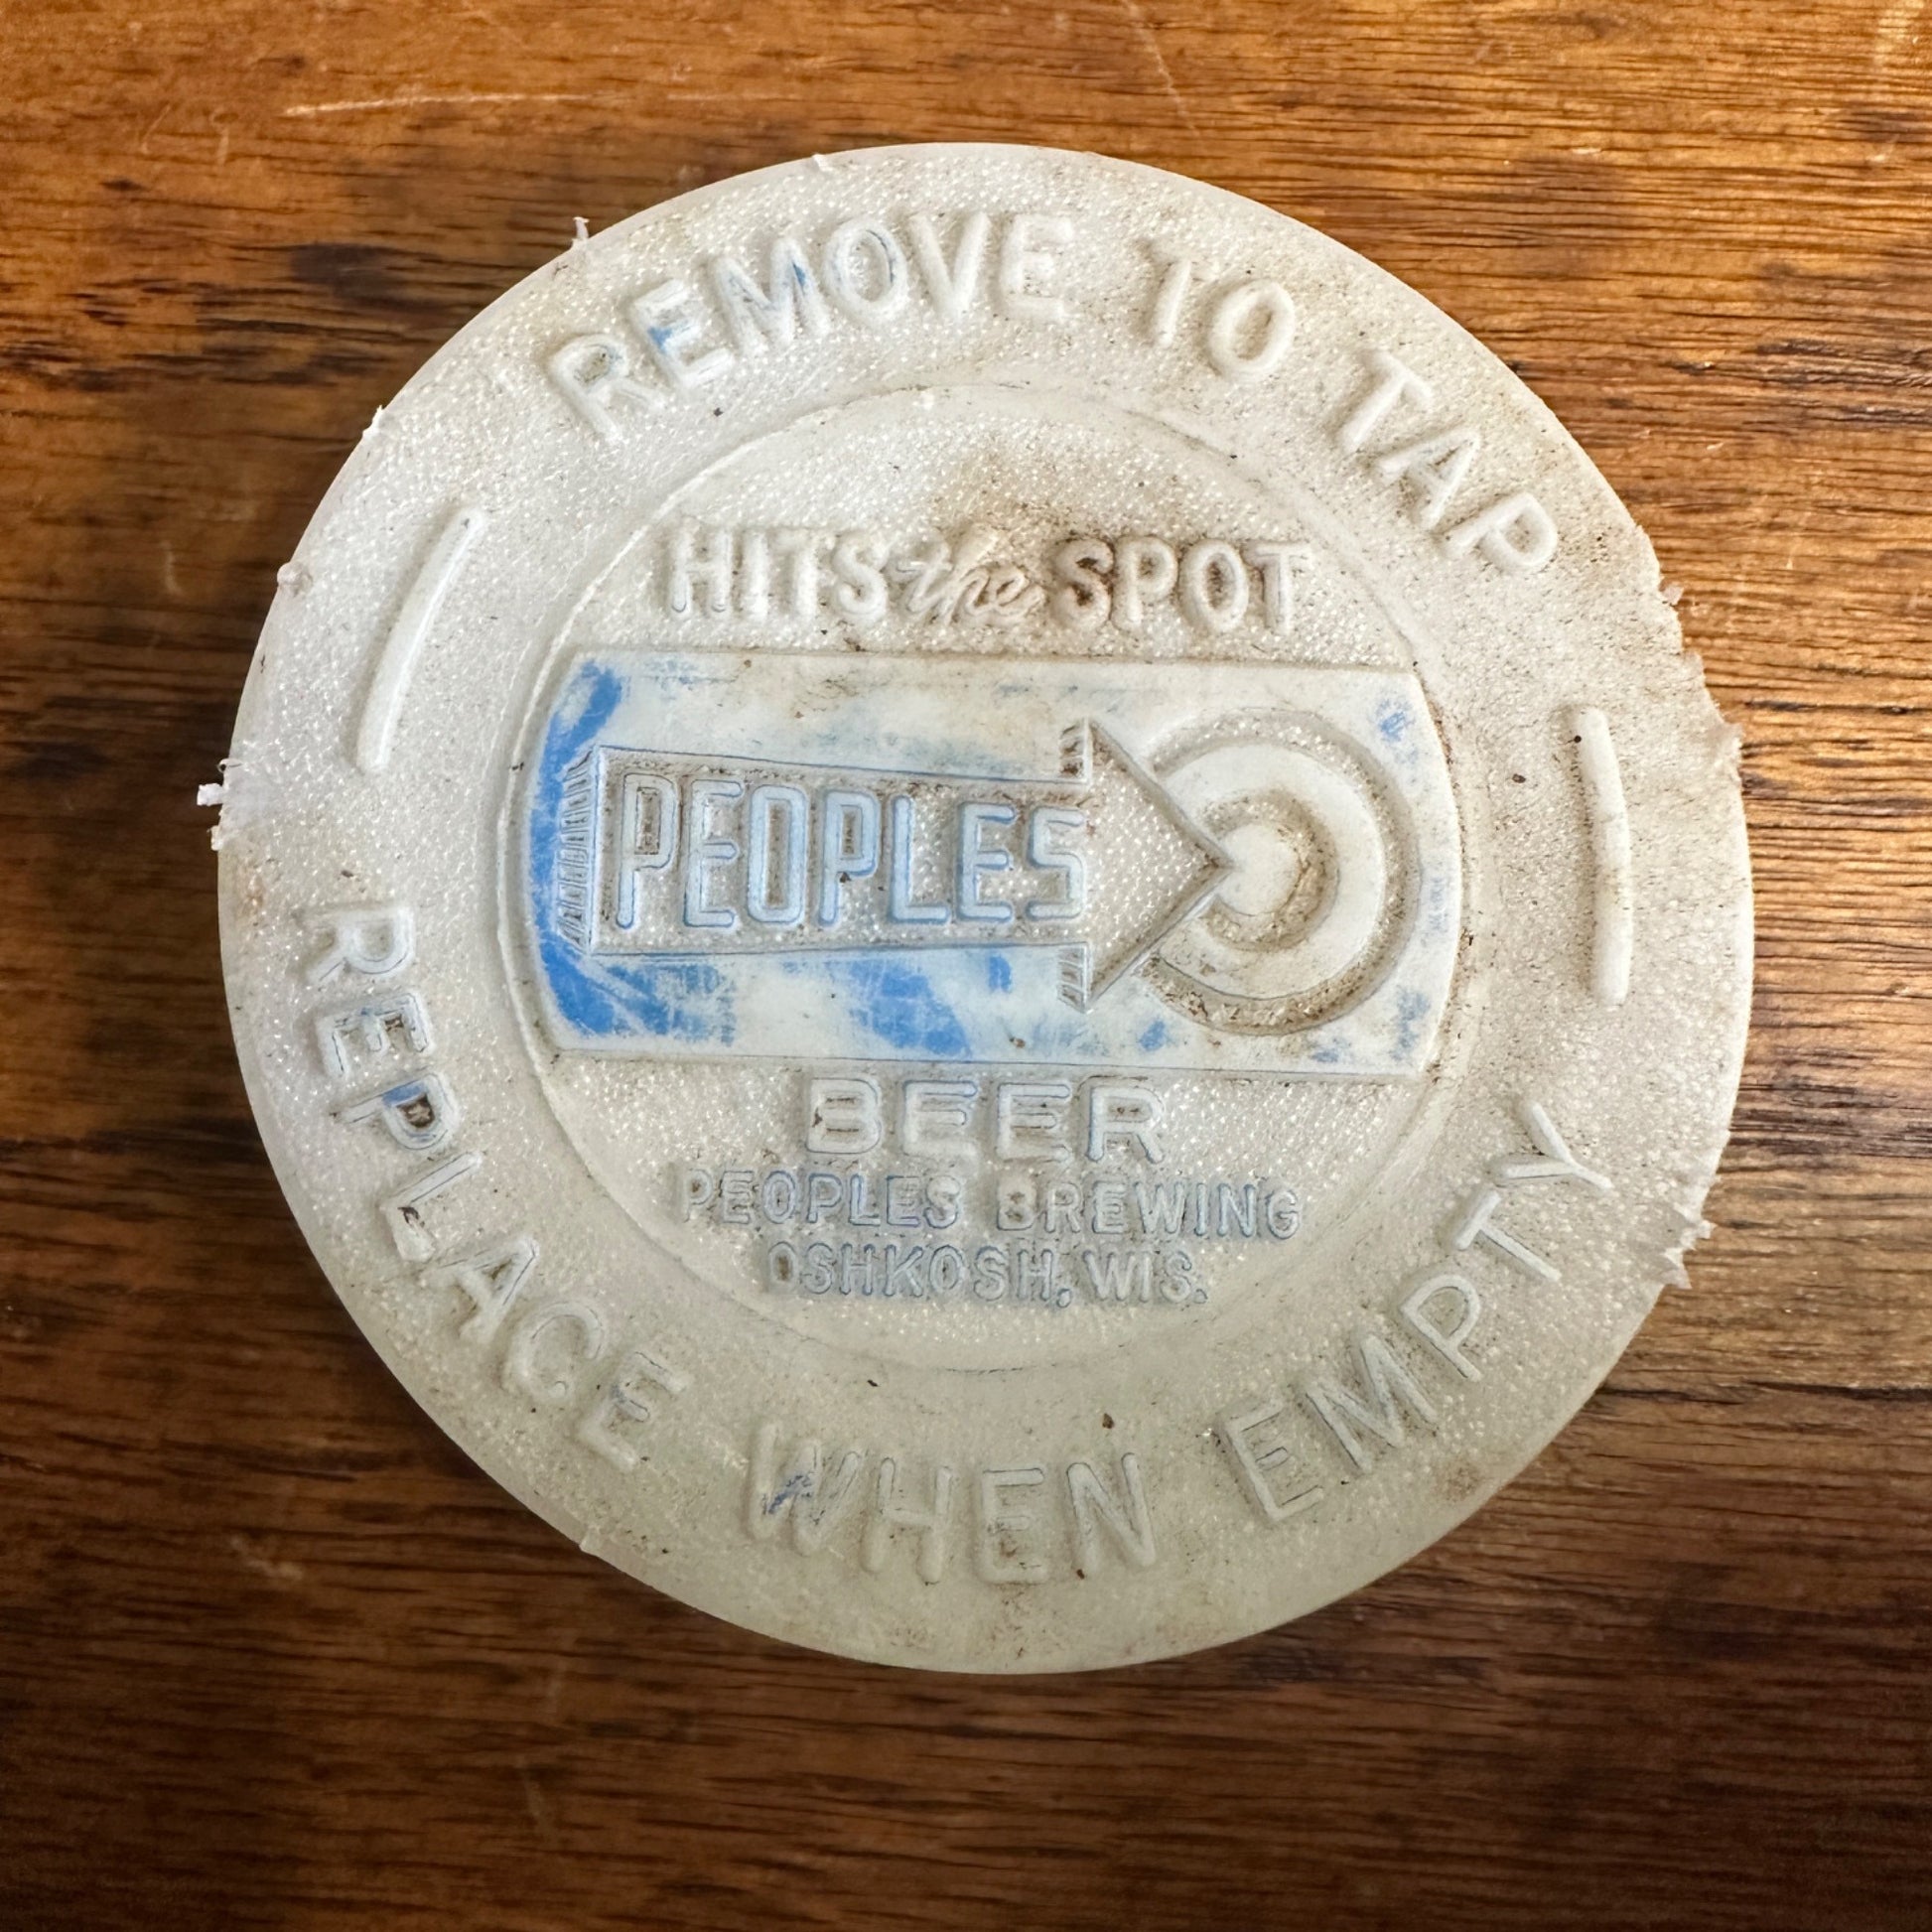 REMOVE TO TAP
HITS the SPOT
PEOPLES
BEER
PEOPLES BREWING
OSHKOSH, WIS.
REPLACE WHEN EMPTY